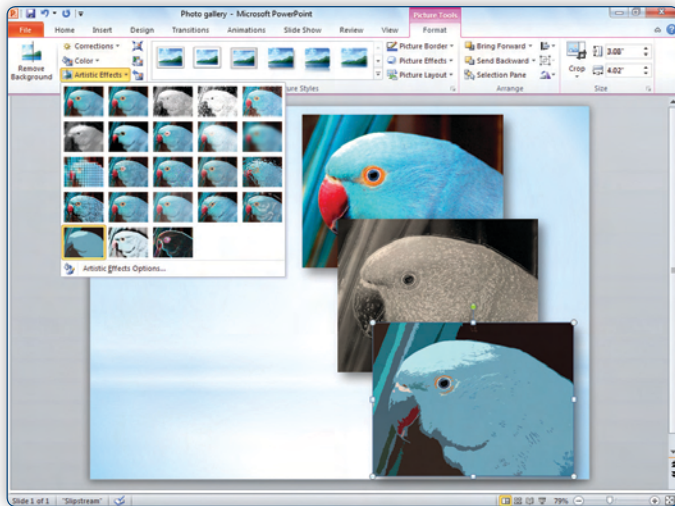 Photo gallery - Microsoft PowerPoint
Picture Tools
File Home Insert Design Transitions Animations Slide Show Review View Format
Remove Background
Corrections
Color
Artistic Effects
Picture Border
Picture Effects
Picture Layout
Bring Forward
Send Backward
Selection Pane
Crop
3.08"
4.02"
ure Styles
Arrange
Size
Artistic Effects Options...
Slide 1 of 1 "Slipstream" 79%